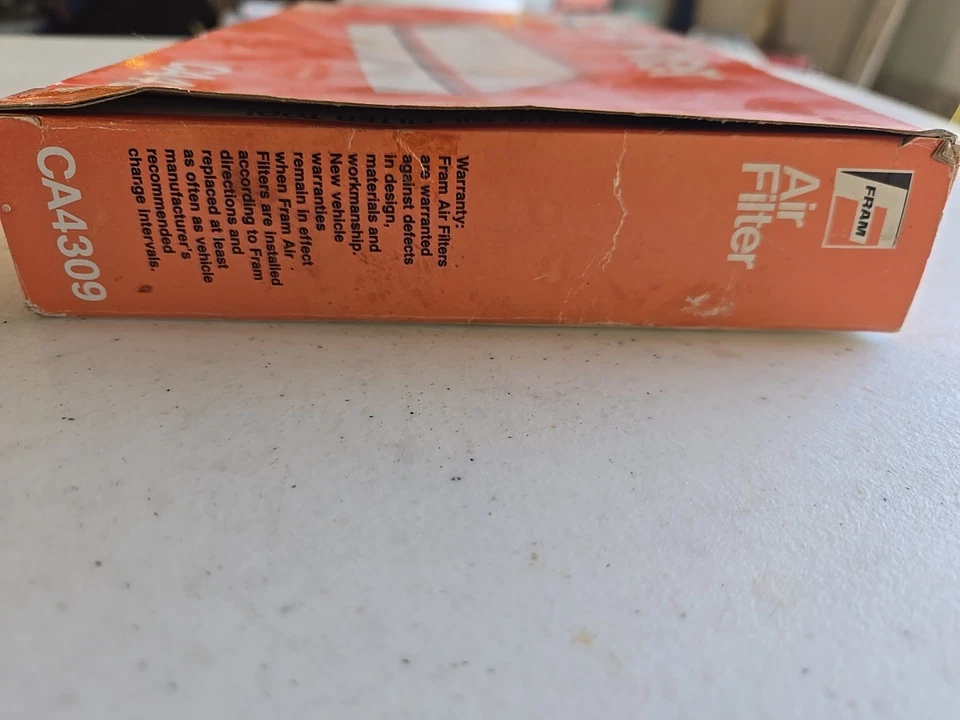 FRAM
Air
Filter
Warranty:
Fram Air Filters
are warranted
against defects
in design,
materials and
workmanship.
New vehicle
warranties
remain in effect
when Fram Air
Filters are Installed
according to Fram
directions and
replaced at least
as often as vehicle
manufacturer's
recommended
change intervals.
CA4309